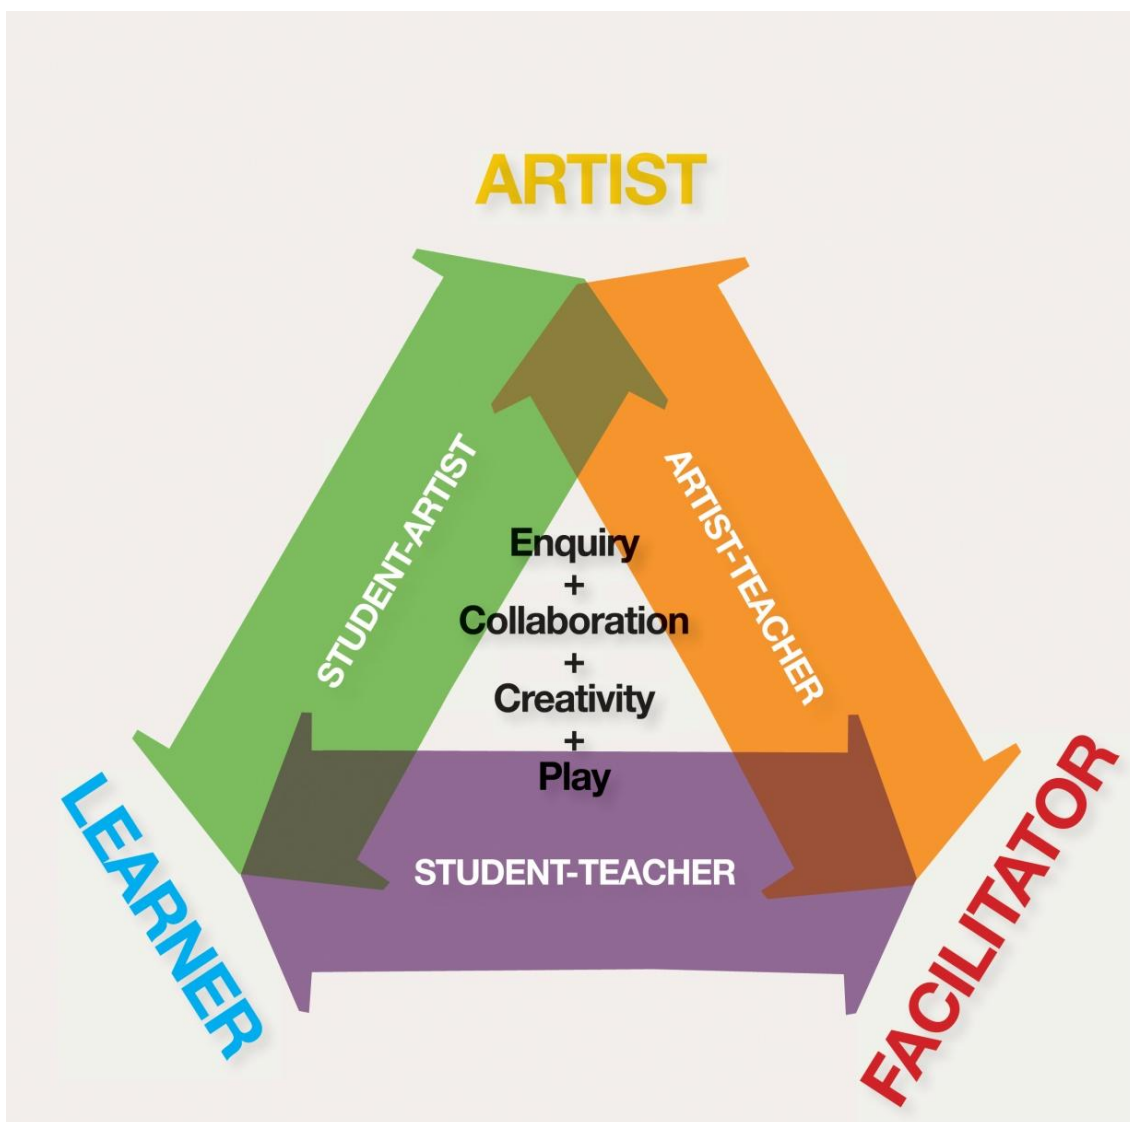 ARTIST
STUDENT-ARTIST
ARTIST-TEACHER
Enquiry
+
Collaboration
+
Creativity
+
Play
STUDENT-TEACHER
LEARNER
FACILITATOR